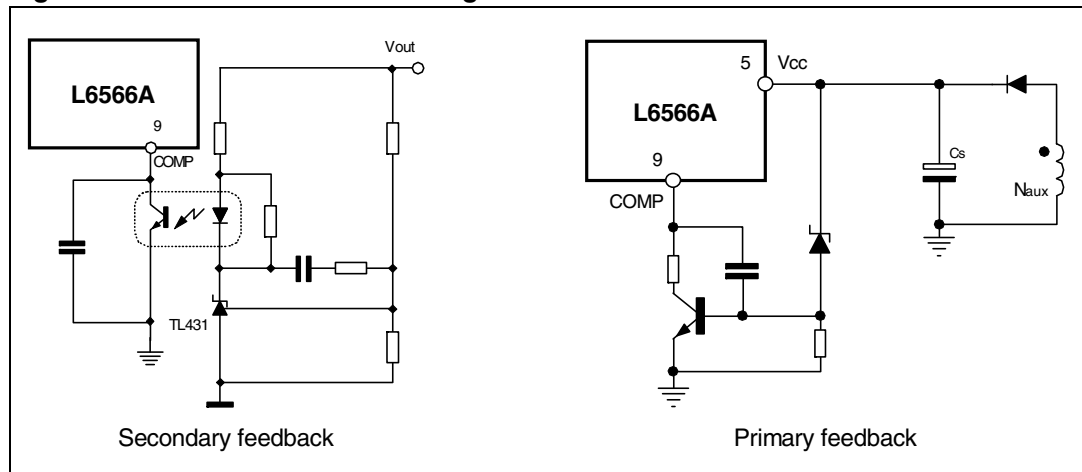 L6566A
9
COMP
Vout
TL431
Secondary feedback
L6566A
5
Vcc
9
COMP
Cs
Naux
Primary feedback